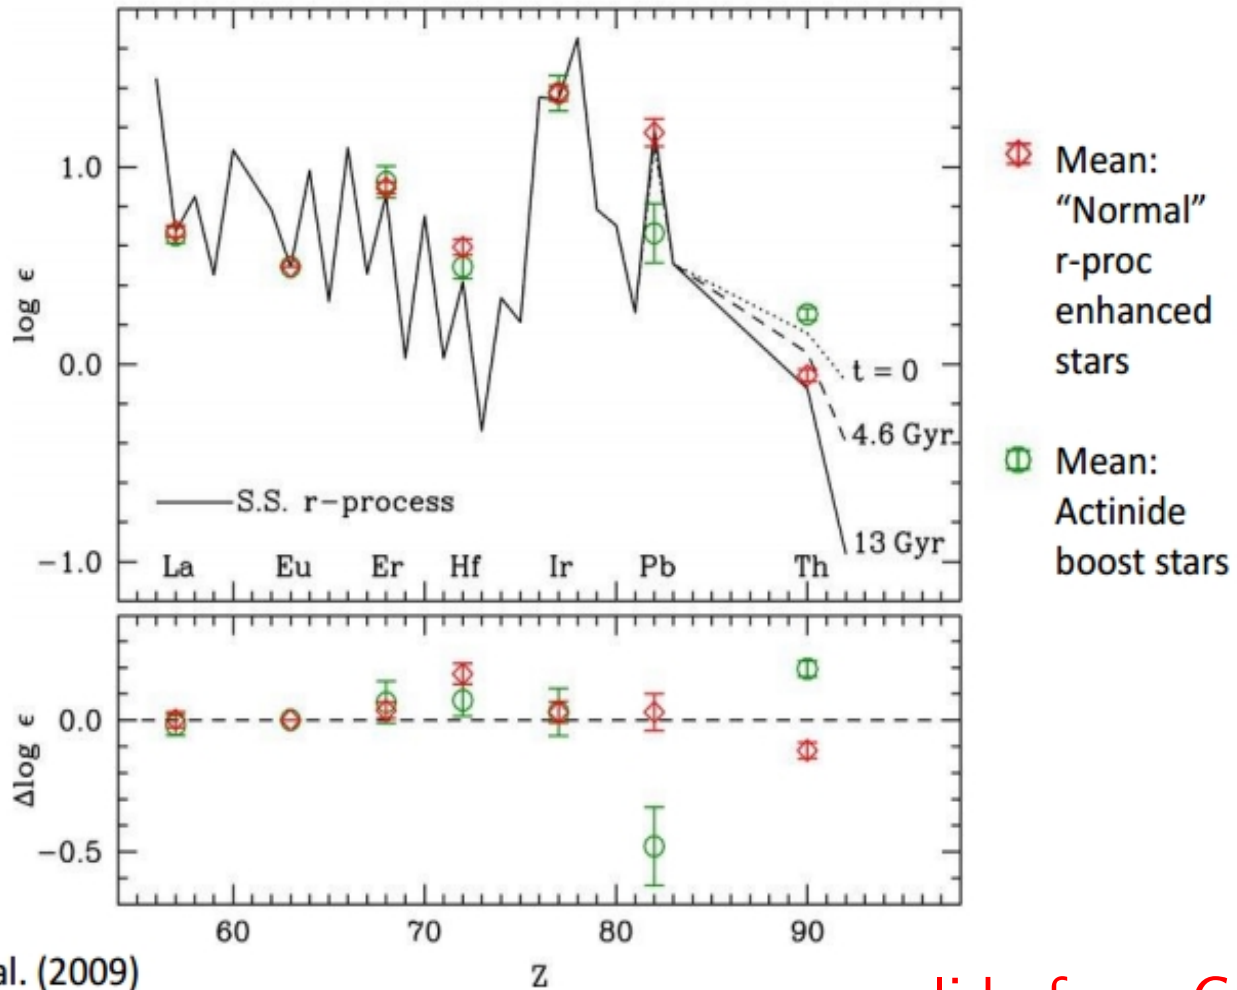 1.0
0.0
−1.0
log ϵ
t = 0
4.6 Gyr
13 Gyr
S.S. r−process
La Eu Er Hf Ir Pb Th
0.0
−0.5
Δlog ϵ
60 70 80 90
Z
Mean:
“Normal”
r-proc
enhanced
stars
Mean:
Actinide
boost stars
al. (2009)